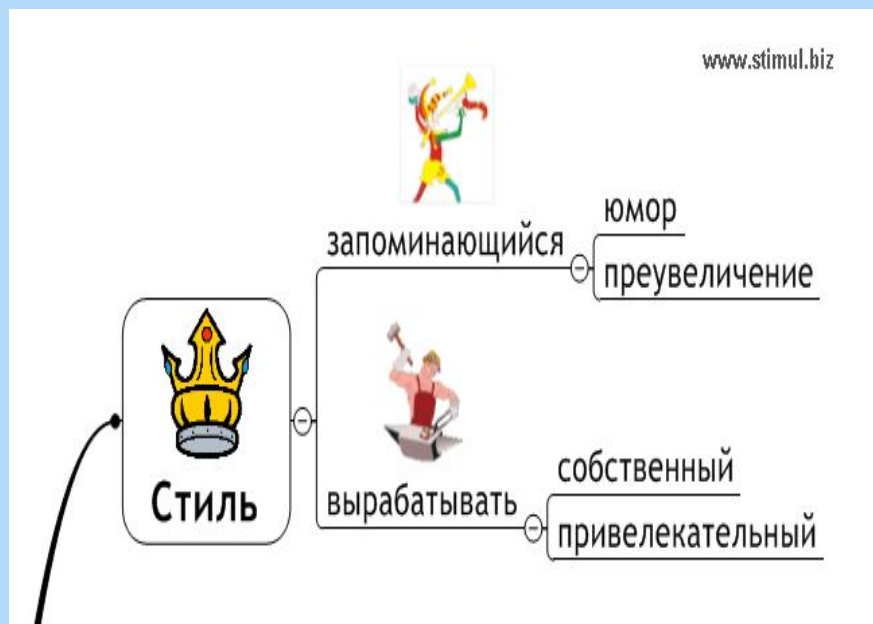 www.stimul.biz
запоминающийся
юмор
преувеличение
Стиль
вырабатывать
собственный
привелекательный